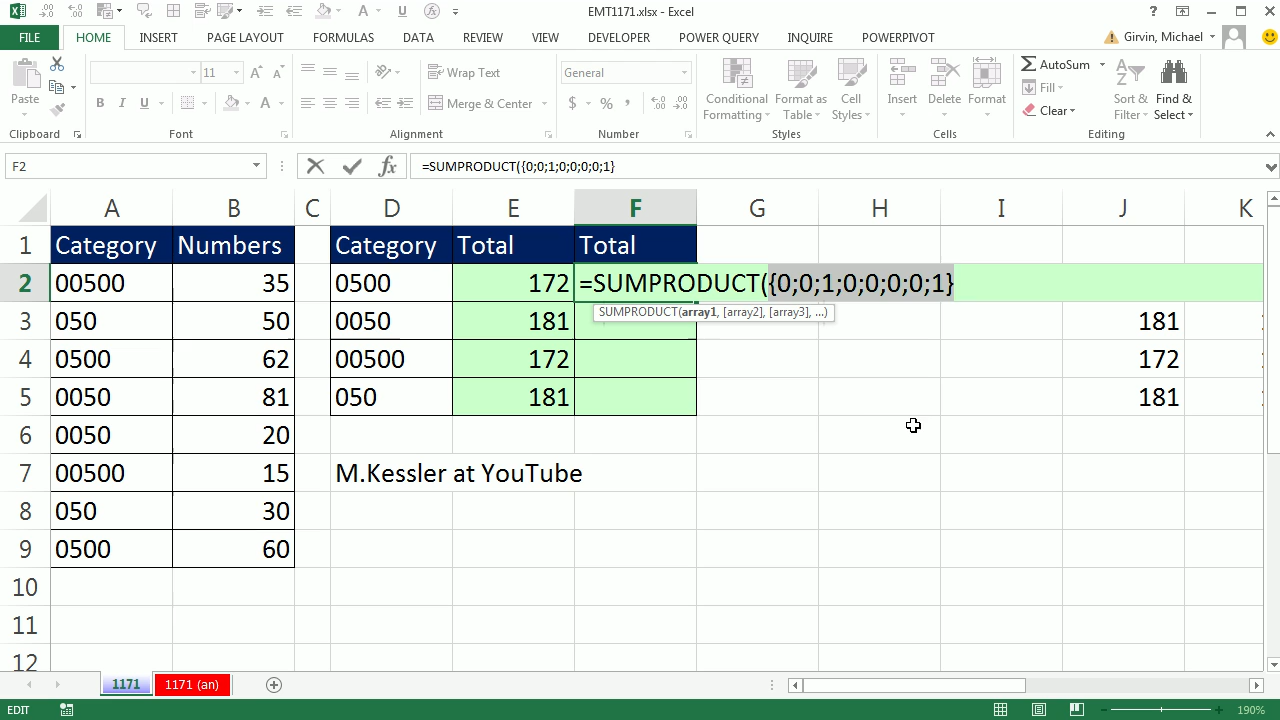 EMT1171.xlsx - Excel
FILE HOME INSERT PAGE LAYOUT FORMULAS DATA REVIEW VIEW DEVELOPER POWER QUERY INQUIRE POWERPIVOT Girvin, Michael
Paste
Clipboard
11
B I U
Font
Wrap Text
Merge & Center
Alignment
General
$ % ,
Number
Conditional Formatting
Format as Table
Cell Styles
Styles
Insert Delete Format
Cells
AutoSum
Fill
Clear
Sort & Filter
Find & Select
Editing
F2 =SUMPRODUCT({0;0;1;0;0;0;0;1}
A B C D E F G H I J K
1 Category Numbers Category Total Total
2 00500 35 0500 172 =SUMPRODUCT({0;0;1;0;0;0;0;1}
SUMPRODUCT(array1, [array2], [array3], ...)
3 050 50 0050 181 181
4 0500 62 00500 172 172
5 0050 81 050 181 181
6 0050 20
7 00500 15 M.Kessler at YouTube
8 050 30
9 0500 60
10
11
12
1171 1171 (an)
EDIT 190%